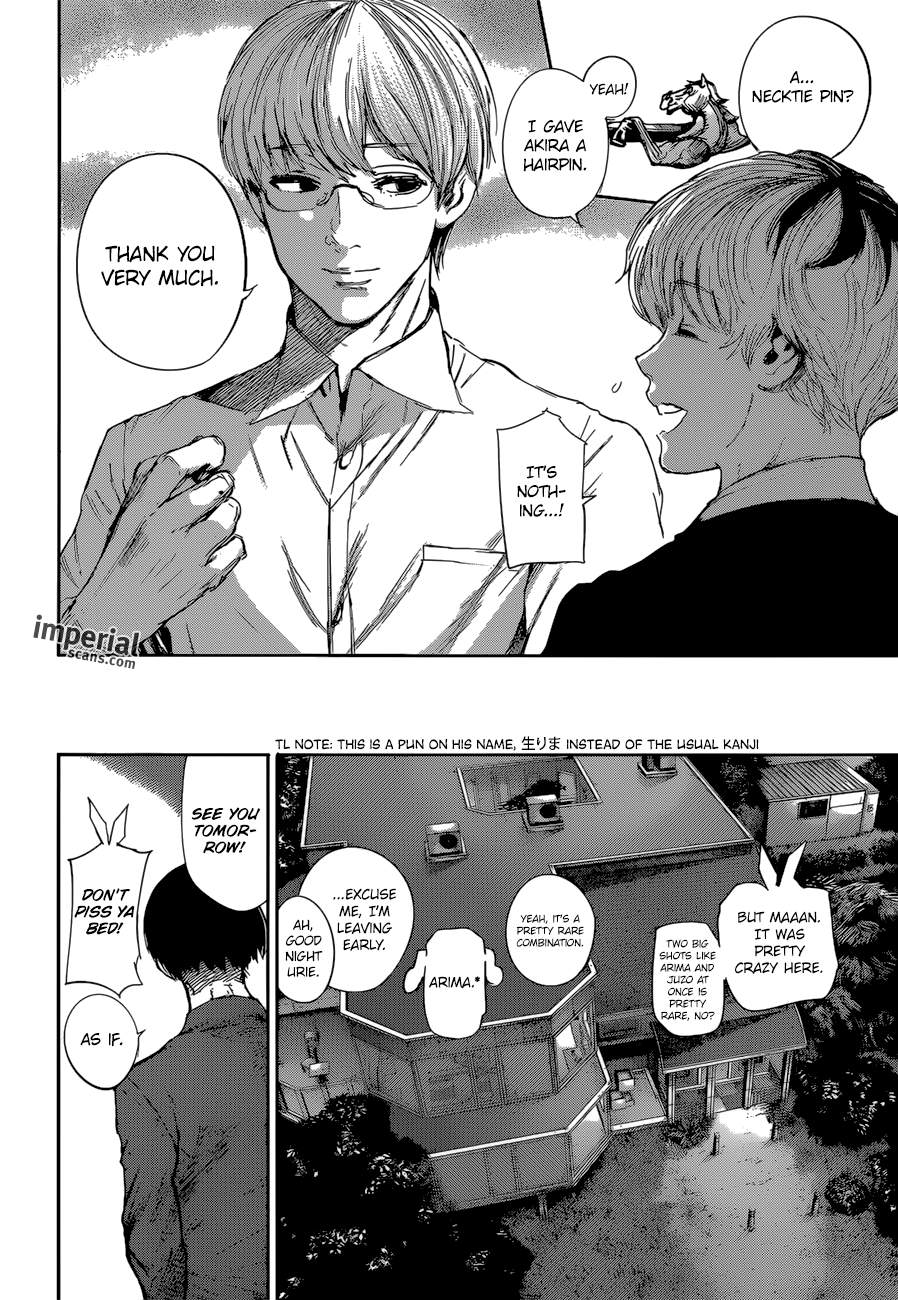 A...
NECKTIE PIN?
YEAH!
I GAVE
AKIRA A
HAIRPIN.
THANK YOU
VERY MUCH.
IT'S
NOTH-
ING...!
imperial
scans.com
TL NOTE: THIS IS A PUN ON HIS NAME, 生りま INSTEAD OF THE USUAL KANJI
BUT MAAAN.
IT WAS
PRETTY
CRAZY HERE.
TWO BIG
SHOTS LIKE
ARIMA AND
JUZO AT
ONCE IS
PRETTY
RARE, NO?
YEAH, IT'S A
PRETTY RARE
COMBINATION.
ARIMA.*
...EXCUSE
ME, I'M
LEAVING
EARLY.
AH,
GOOD
NIGHT
URIE.
SEE YOU
TOMOR-
ROW!
DON'T
PISS YA
BED!
AS IF.